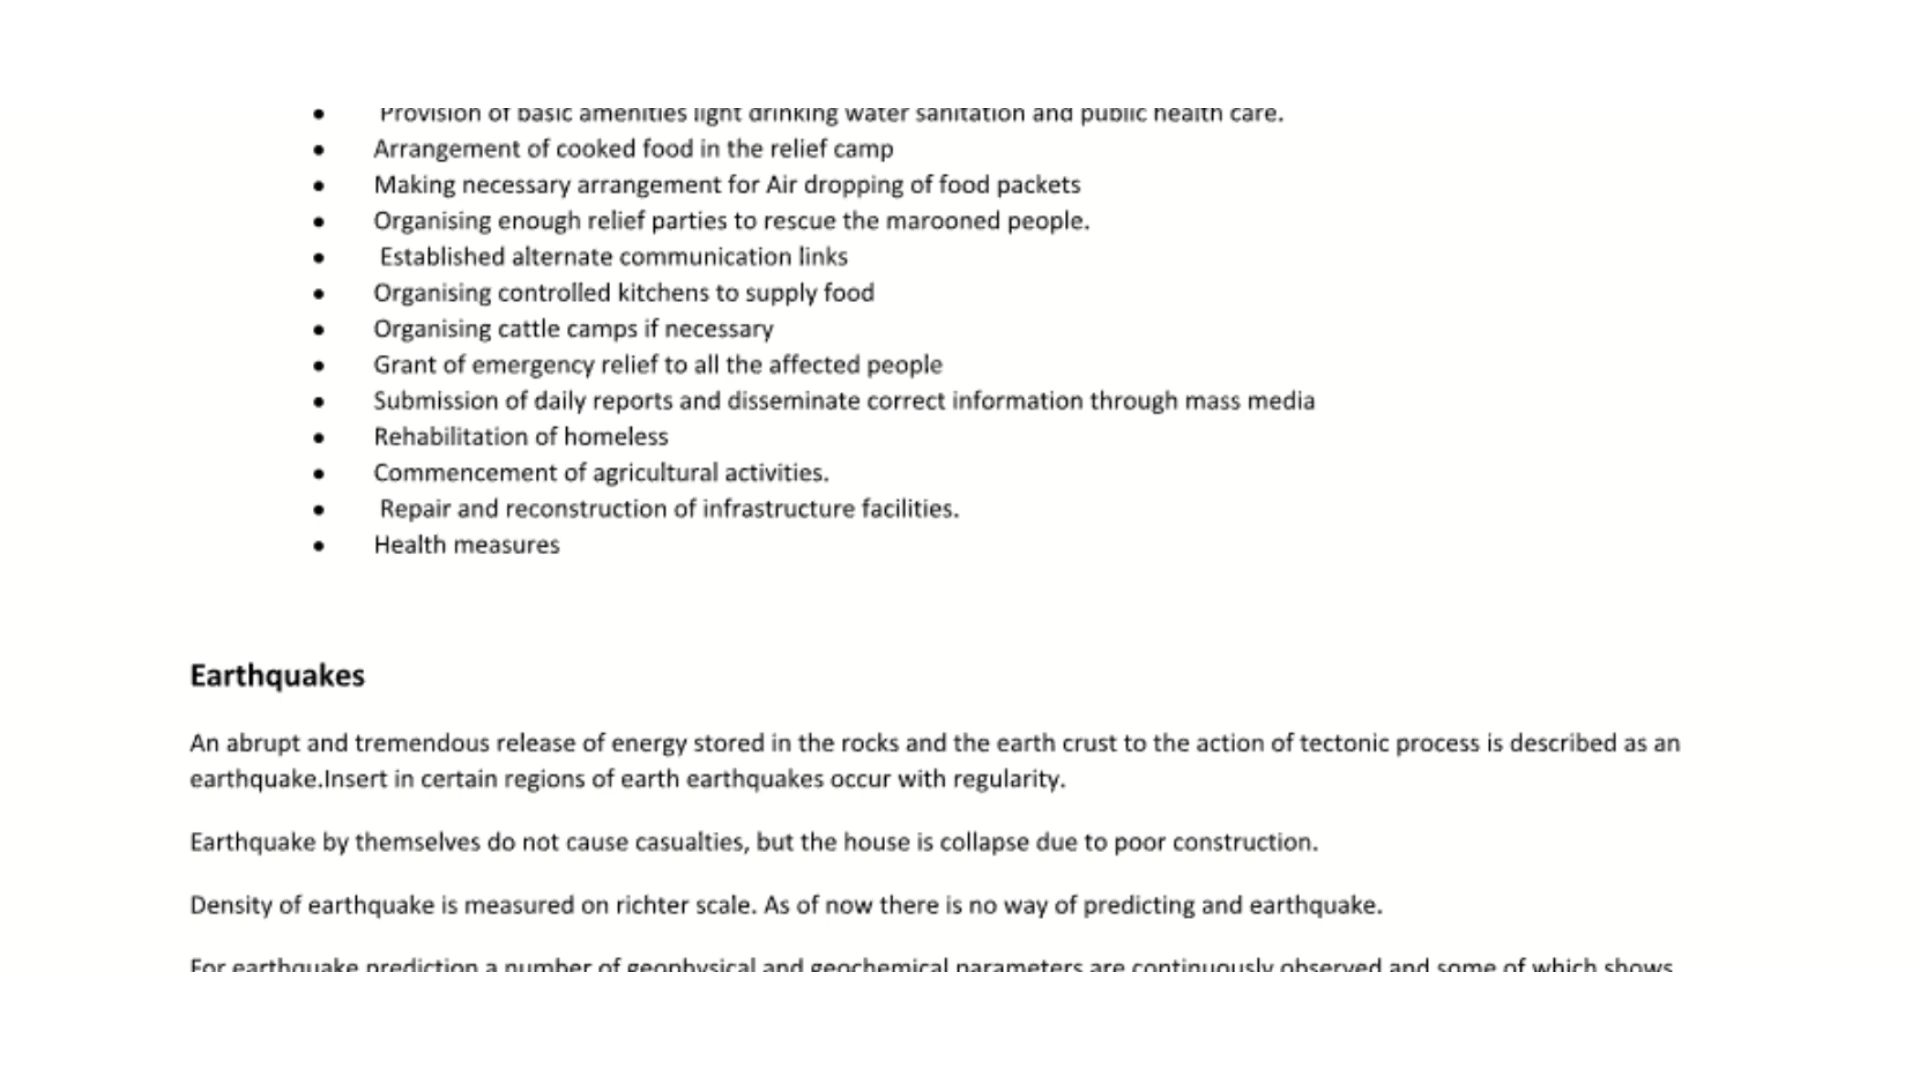 • Provision of basic amenities light drinking water sanitation and public health care.
• Arrangement of cooked food in the relief camp
• Making necessary arrangement for Air dropping of food packets
• Organising enough relief parties to rescue the marooned people.
• Established alternate communication links
• Organising controlled kitchens to supply food
• Organising cattle camps if necessary
• Grant of emergency relief to all the affected people
• Submission of daily reports and disseminate correct information through mass media
• Rehabilitation of homeless
• Commencement of agricultural activities.
• Repair and reconstruction of infrastructure facilities.
• Health measures
Earthquakes
An abrupt and tremendous release of energy stored in the rocks and the earth crust to the action of tectonic process is described as an
earthquake.Insert in certain regions of earth earthquakes occur with regularity.
Earthquake by themselves do not cause casualties, but the house is collapse due to poor construction.
Density of earthquake is measured on richter scale. As of now there is no way of predicting and earthquake.
For earthquake prediction a number of geophysical and geochemical parameters are continuously observed and some of which shows